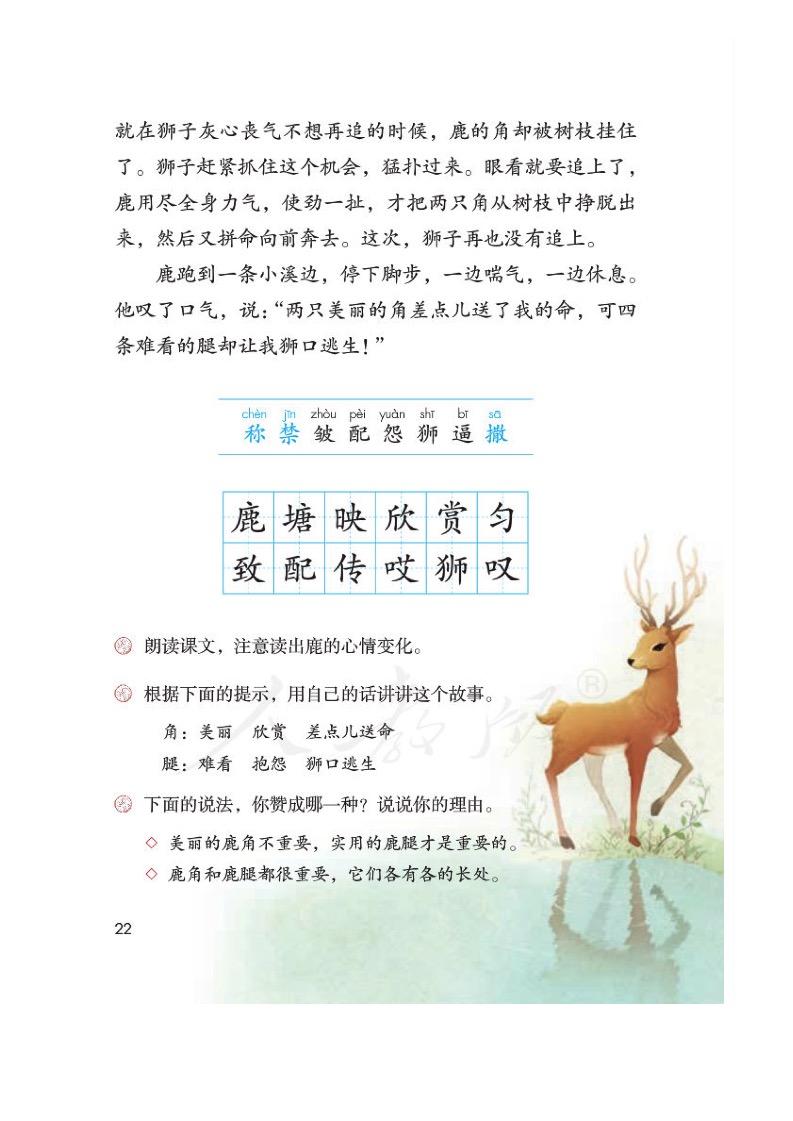 就在狮子灰心丧气不想再追的时候，鹿的角却被树枝挂住
了。狮子赶紧抓住这个机会，猛扑过来。眼看就要追上了，
鹿用尽全身力气，使劲一扯，才把两只角从树枝中挣脱出
来，然后又拼命向前奔去。这次，狮子再也没有追上。
鹿跑到一条小溪边，停下脚步，一边喘气，一边休息。
他叹了口气，说：“两只美丽的角差点儿送了我的命，可四
条难看的腿却让我狮口逃生！”
chèn jīn zhòu pèi yuàn shī bī sā
称 禁 皱 配 怨 狮 逼 撒
鹿 塘 映 欣 赏 匀
致 配 传 哎 狮 叹
朗读课文，注意读出鹿的心情变化。
根据下面的提示，用自己的话讲讲这个故事。
角：美丽 欣赏 差点儿送命
腿：难看 抱怨 狮口逃生
下面的说法，你赞成哪一种？说说你的理由。
◇ 美丽的鹿角不重要，实用的鹿腿才是重要的。
◇ 鹿角和鹿腿都很重要，它们各有各的长处。
人教版®
22